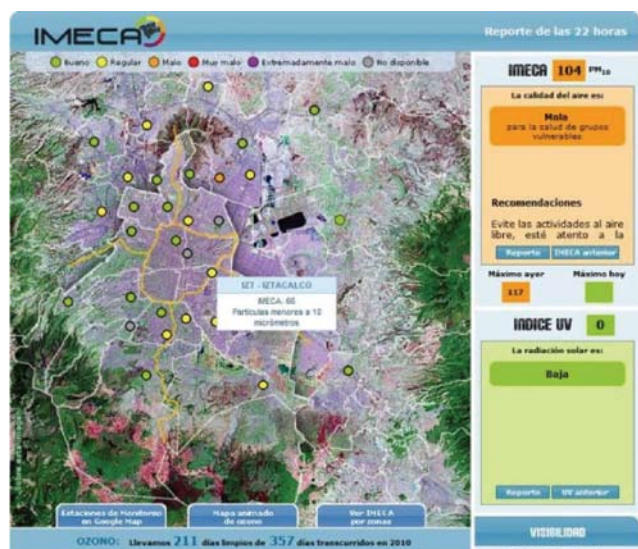 IMECA
Reporte de las 22 horas
Bueno
Regular
Malo
Muy malo
Extremadamente malo
No disponible
IMECA 104 PM10
La calidad del aire es:
Mala
para la salud de grupos
vulnerables
Recomendaciones
Evite las actividades al aire
libre, esté atento a la
Reporte
IMECA anterior
Máximo ayer
Máximo hoy
117
IZT - IZTACALCO
IMECA: 66
Partículas menores a 10
micrómetros
INDICE UV 0
La radiación solar es:
Baja
Reporte
UV anterior
Estaciones de Monitoreo
en Google Map
Mapa animado
de ozono
Ver IMECA
por zonas
VISIBILIDAD
OZONO: Llevamos 211 días limpios de 357 días transcurridos en 2010